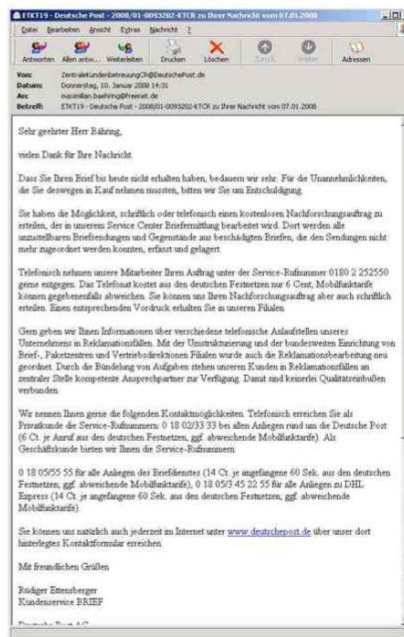 ETKT19 - Deutsche Post - 2008/01-0093202-KTCR zu Ihrer Nachricht vom 07.01.2008
Datei Bearbeiten Ansicht Extras Nachricht ?
Antworten Allen antw... Weiterleiten Drucken Löschen Zurück Weiter Adressen
Von: ZentraleKundenbetreuungCR@DeutschePost.de
Datum: Donnerstag, 10. Januar 2008 14:31
An: maximilian.baehring@freenet.de
Betreff: ETKT19 - Deutsche Post - 2008/01-0093202-KTCR zu Ihrer Nachricht vom 07.01.2008
Sehr geehrter Herr Bähring,
vielen Dank für Ihre Nachricht.
Dass Sie Ihren Brief bis heute nicht erhalten haben, bedauern wir sehr. Für die Unannehmlichkeiten,
die Sie deswegen in Kauf nehmen mussten, bitten wir Sie um Entschuldigung.
Sie haben die Möglichkeit, schriftlich oder telefonisch einen kostenlosen Nachforschungsauftrag zu
erteilen, der in unserem Service Center Briefermittlung bearbeitet wird. Dort werden alle
unzustellbaren Briefsendungen und Gegenstände aus beschädigten Briefen, die den Sendungen nicht
mehr zugeordnet werden konnten, erfasst und gelagert.
Telefonisch nehmen unsere Mitarbeiter Ihren Auftrag unter der Service-Rufnummer 0180 2 252550
gerne entgegen. Das Telefonat kostet aus den deutschen Festnetzen nur 6 Cent, Mobilfunktarife
können gegebenenfalls abweichen. Sie können uns Ihren Nachforschungsauftrag aber auch schriftlich
erteilen. Einen entsprechenden Vordruck erhalten Sie in unseren Filialen.
Gern geben wir Ihnen Informationen über verschiedene telefonische Anlaufstellen unseres
Unternehmens in Reklamationsfällen. Mit der Umstrukturierung und der bundesweiten Einrichtung von
Brief-, Paketzentren und Vertriebsdirektionen Filialen wurde auch die Reklamationsbearbeitung neu
geordnet. Durch die Bündelung von Aufgaben stehen unseren Kunden in Reklamationsfällen an
zentraler Stelle kompetente Ansprechpartner zur Verfügung. Damit sind keinerlei Qualitätseinbußen
verbunden.
Wir nennen Ihnen gerne die folgenden Kontaktmöglichkeiten. Telefonisch erreichen Sie als
Privatkunde die Service-Rufnummern: 0 18 02/33 33 bei allen Anliegen rund um die Deutsche Post
(6 Ct. je Anruf aus den deutschen Festnetzen, ggf. abweichende Mobilfunktarife). Als
Geschäftskunde bieten wir Ihnen die Service-Rufnummern:
0 18 05/55 55 für alle Anliegen des Briefdienstes (14 Ct. je angefangene 60 Sek. aus den deutschen
Festnetzen, ggf. abweichende Mobilfunktarife), 0 18 05/3 45 22 55 für alle Anliegen zu DHL
Express (14 Ct. je angefangene 60 Sek. aus den deutschen Festnetzen, ggf. abweichende
Mobilfunktarife).
Sie können uns natürlich auch jederzeit im Internet unter www.deutschepost.de über unser dort
hinterlegtes Kontaktformular erreichen.
Mit freundlichen Grüßen
Rüdiger Ettensberger
Kundenservice BRIEF
Deutsche Post AG